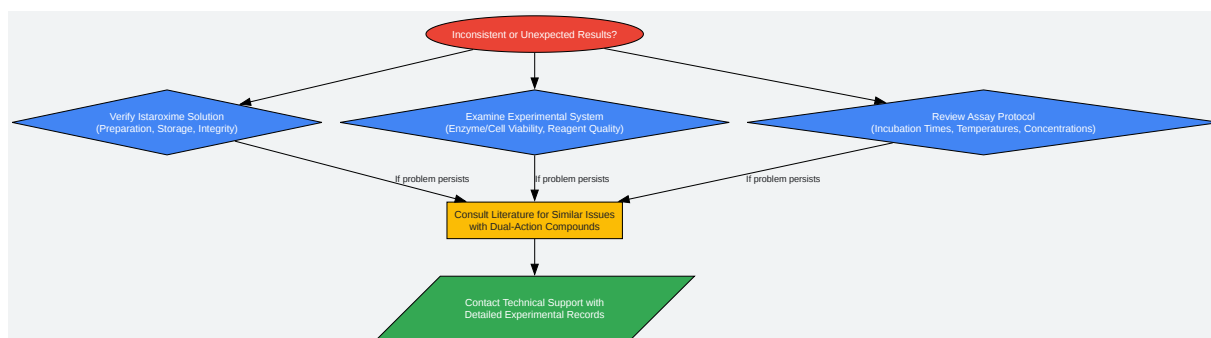 Inconsistent or Unexpected Results?
Verify Istaroxime Solution
(Preparation, Storage, Integrity)
Examine Experimental System
(Enzyme/Cell Viability, Reagent Quality)
Review Assay Protocol
(Incubation Times, Temperatures, Concentrations)
If problem persists
If problem persists
If problem persists
Consult Literature for Similar Issues
with Dual-Action Compounds
Contact Technical Support with
Detailed Experimental Records